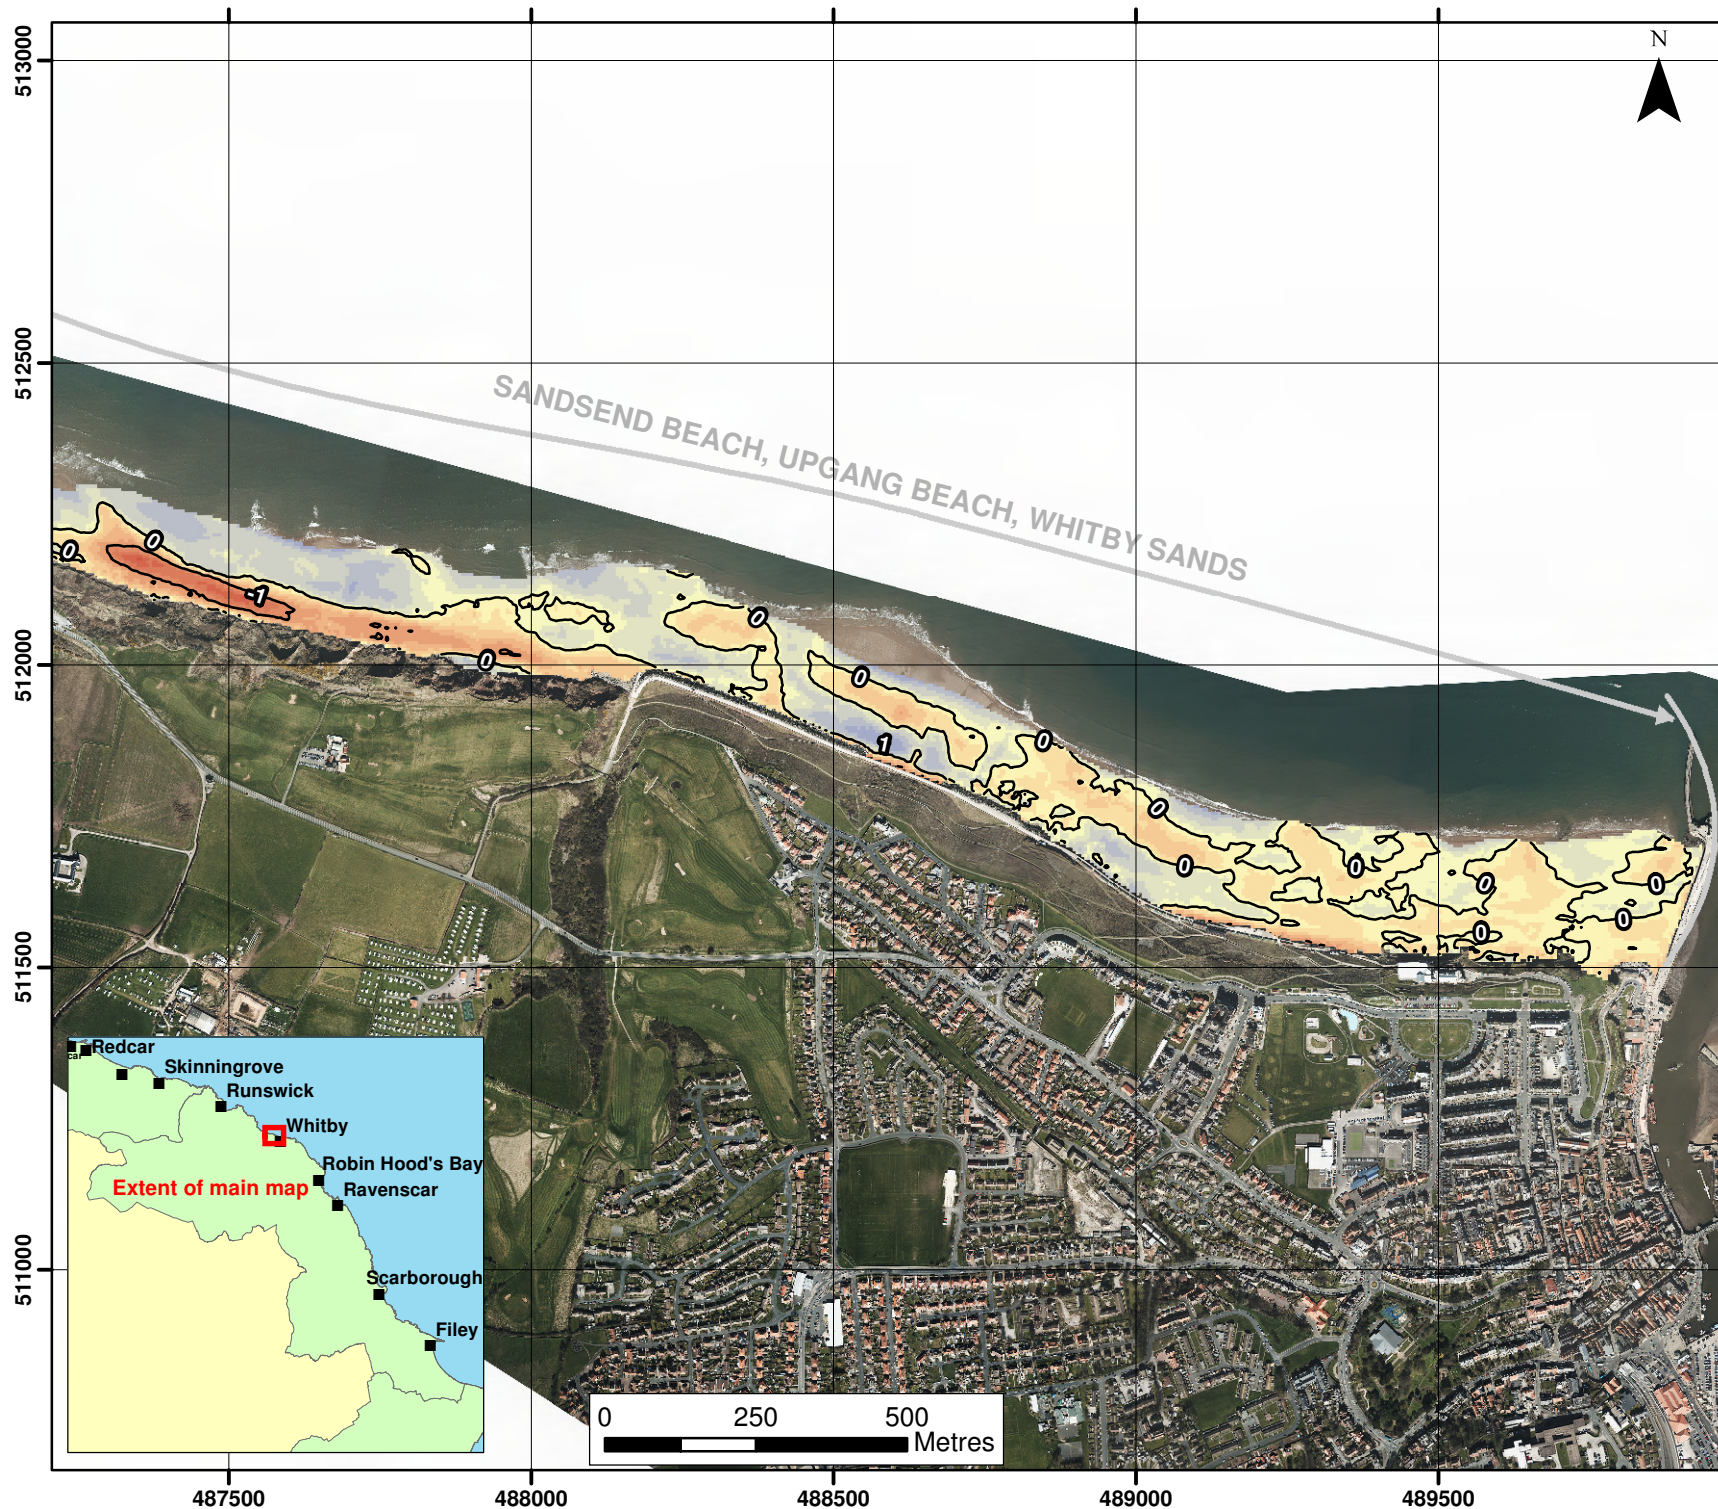 N
513000
512500
512000
511500
511000
SANDSEND BEACH, UPGANG BEACH, WHITBY SANDS
0
0
-1
0
0
0
1
0
0
0
0
0
0
0
0
car
Redcar
Skinningrove
Runswick
Whitby
Robin Hood's Bay
Extent of main map
Ravenscar
Scarborough
Filey
0 250 500
Metres
487500 488000 488500 489000 489500